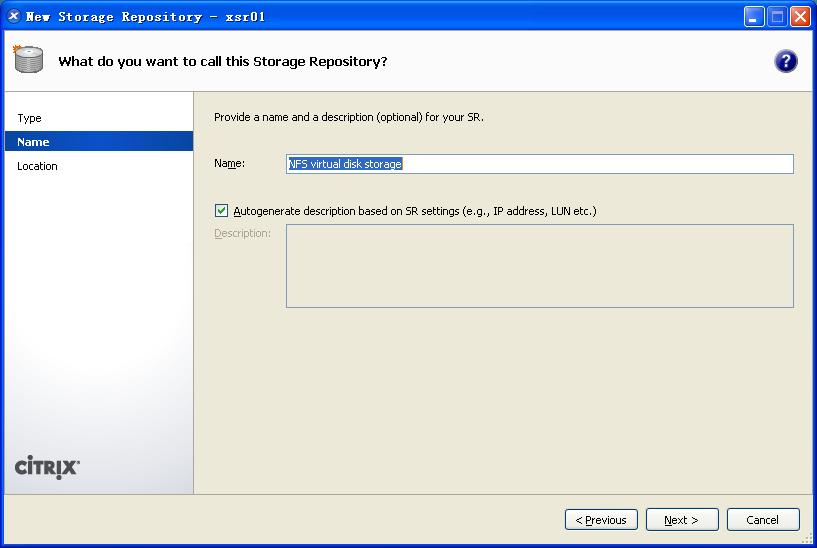 New Storage Repository - xsr01
What do you want to call this Storage Repository?
?
Type
Name
Location
Provide a name and a description (optional) for your SR.
Name:
NFS virtual disk storage
Autogenerate description based on SR settings (e.g., IP address, LUN etc.)
Description:
CITRIX
< Previous
Next >
Cancel